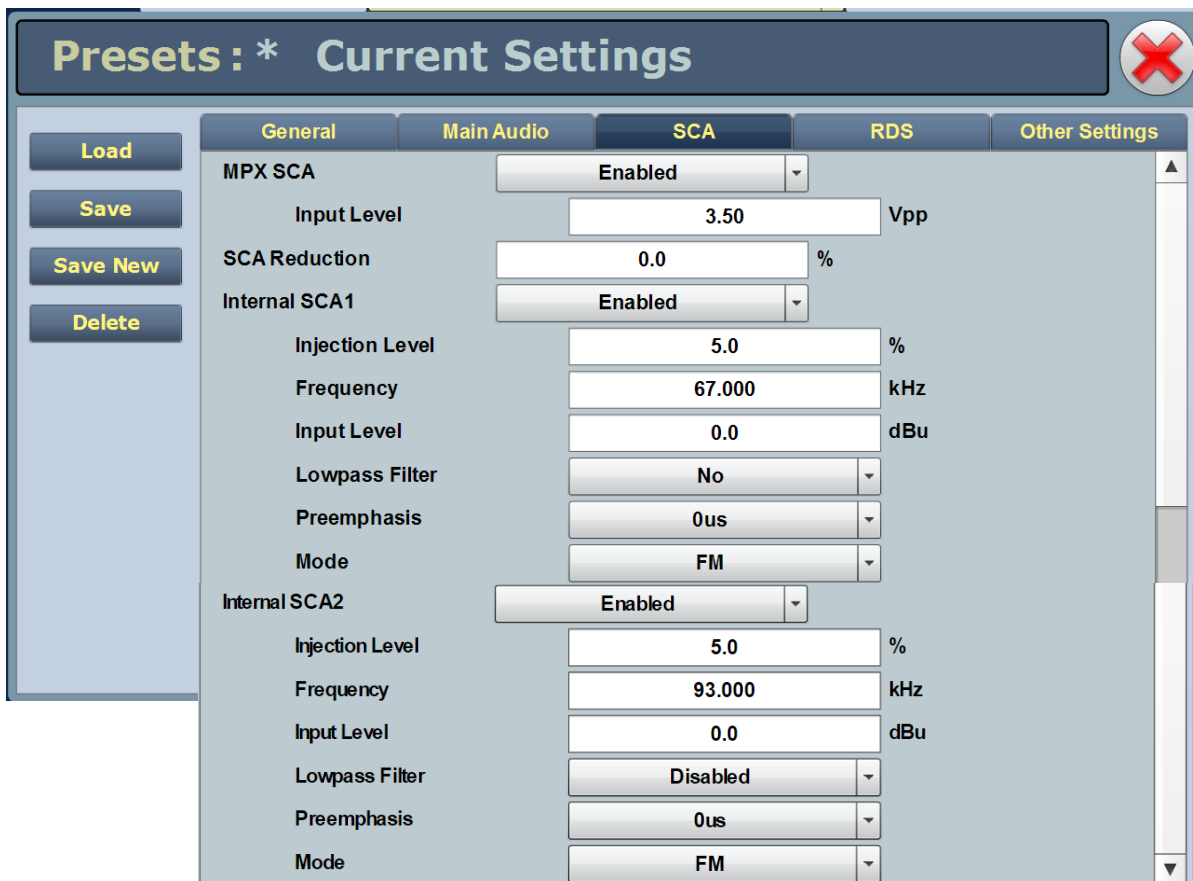 Presets: * Current Settings
General Main Audio SCA RDS Other Settings
Load
Save
Save New
Delete
MPX SCA Enabled
Input Level 3.50 Vpp
SCA Reduction 0.0 %
Internal SCA1 Enabled
Injection Level 5.0 %
Frequency 67.000 kHz
Input Level 0.0 dBu
Lowpass Filter No
Preemphasis 0us
Mode FM
Internal SCA2 Enabled
Injection Level 5.0 %
Frequency 93.000 kHz
Input Level 0.0 dBu
Lowpass Filter Disabled
Preemphasis 0us
Mode FM